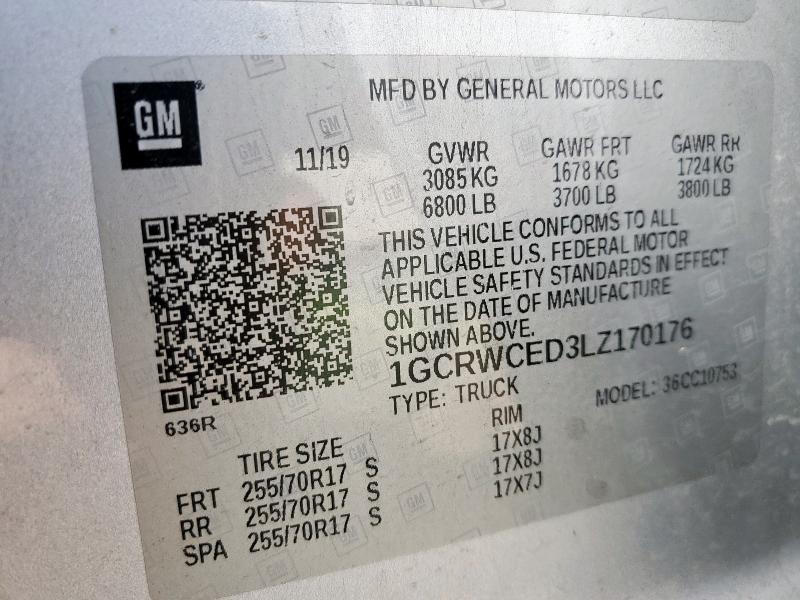 GM
MFD BY GENERAL MOTORS LLC
11/19
GVWR GAWR FRT GAWR RR
3085 KG 1678 KG 1724 KG
6800 LB 3700 LB 3800 LB
THIS VEHICLE CONFORMS TO ALL
APPLICABLE U.S. FEDERAL MOTOR
VEHICLE SAFETY STANDARDS IN EFFECT
ON THE DATE OF MANUFACTURE
SHOWN ABOVE.
1GCRWCED3LZ170176
TYPE: TRUCK MODEL: 36CC10753
636R
TIRE SIZE RIM
FRT 255/70R17 S 17X8J
RR 255/70R17 S 17X8J
SPA 255/70R17 S 17X7J